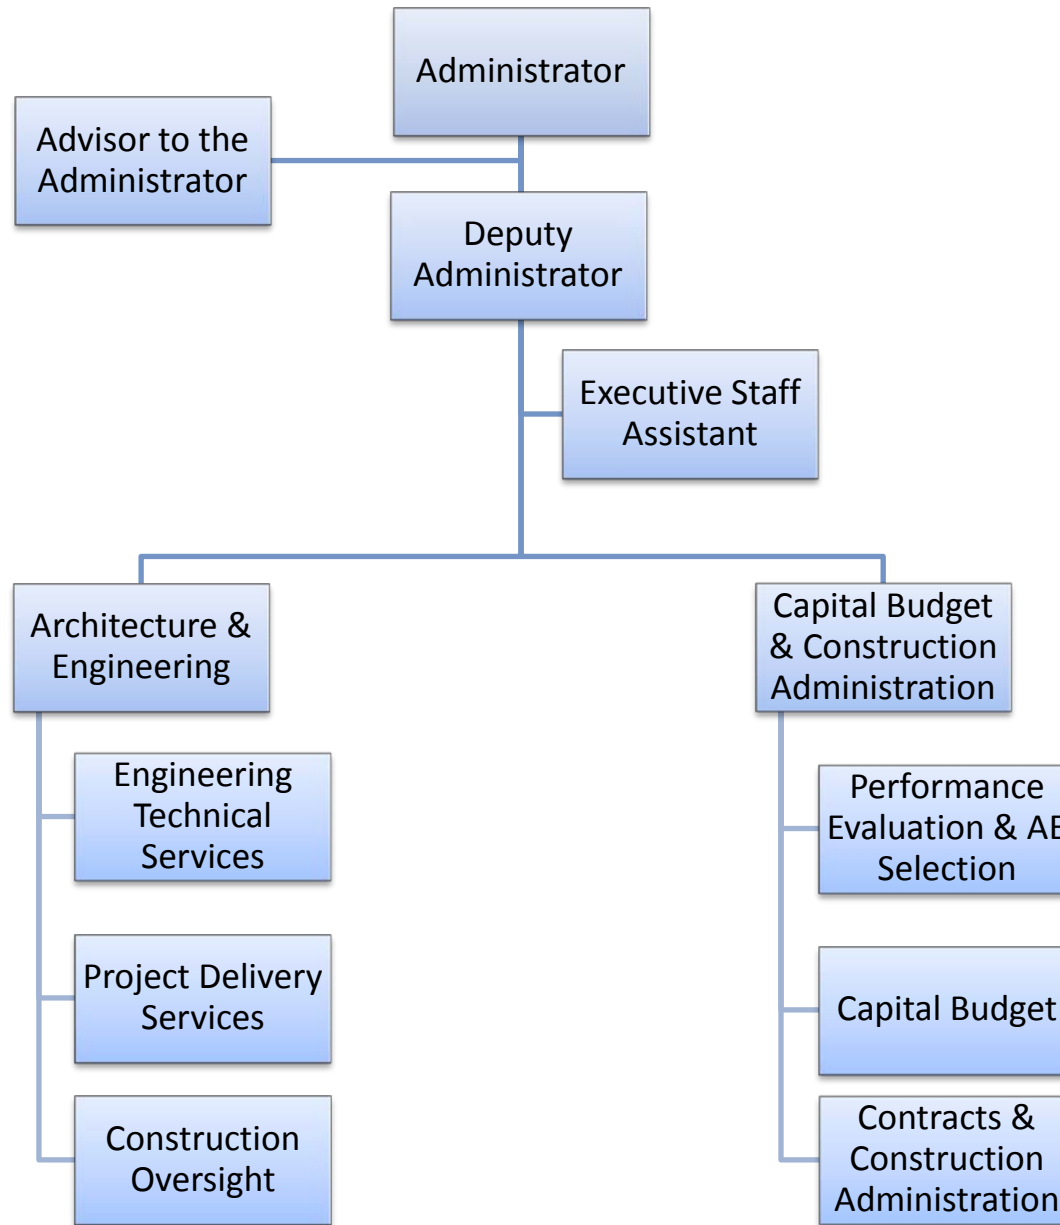 Administrator
Advisor to the
Administrator
Deputy
Administrator
Executive Staff
Assistant
Architecture &
Engineering
Engineering
Technical
Services
Project Delivery
Services
Construction
Oversight
Capital Budget
& Construction
Administration
Performance
Evaluation & AE
Selection
Capital Budget
Contracts &
Construction
Administration